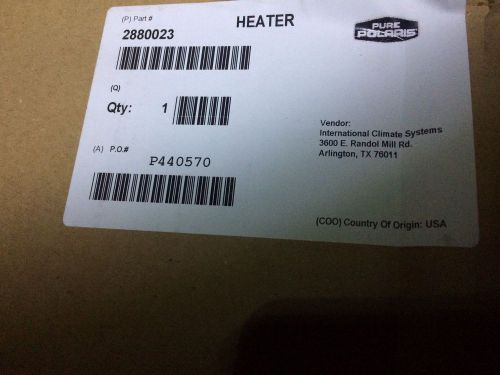 (P) Part #
HEATER
2880023
PURE
POLARIS
(Q)
Qty: 1
Vendor:
International Climate Systems
3600 E. Randol Mill Rd.
Arlington, TX 76011
(A) P.O.#
P440570
(COO) Country Of Origin: USA